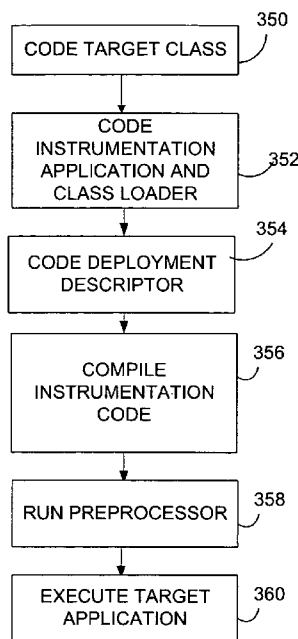 350
CODE TARGET CLASS
CODE
INSTRUMENTATION
APPLICATION AND
CLASS LOADER
352
354
CODE DEPLOYMENT
DESCRIPTOR
356
COMPILE
INSTRUMENTATION
CODE
RUN PREPROCESSOR
358
EXECUTE TARGET
APPLICATION
360